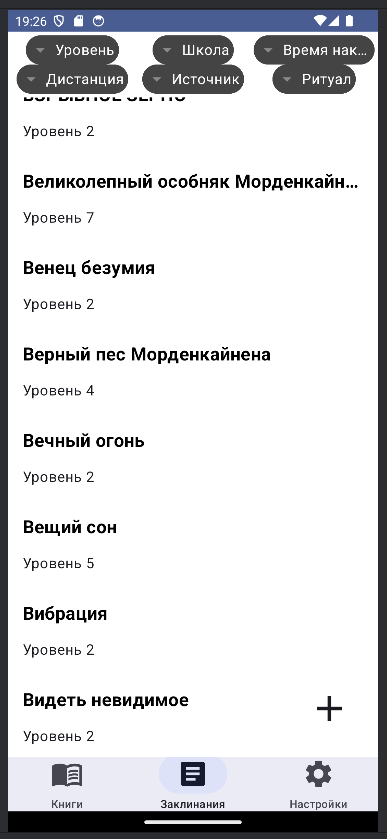 19:26
Уровень Школа Время нак...
Дистанция Источник Ритуал
Уровень 2
Великолепный особняк Морденкайн...
Уровень 7
Венец безумия
Уровень 2
Верный пес Морденкайнена
Уровень 4
Вечный огонь
Уровень 2
Вещий сон
Уровень 5
Вибрация
Уровень 2
Видеть невидимое
Уровень 2
Книги Заклинания Настройки